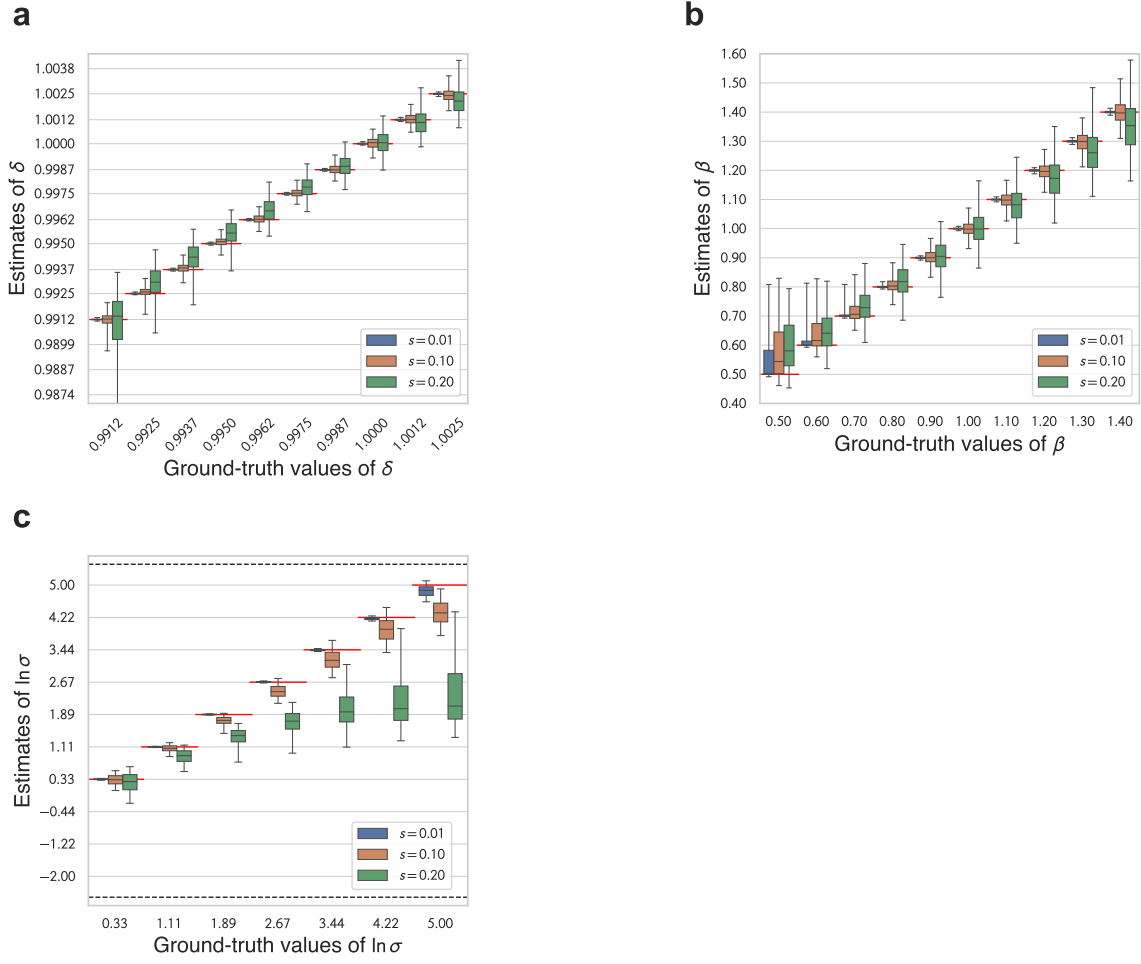 a
1.0038
1.0025
1.0012
1.0000
0.9987
0.9975
0.9962
0.9950
0.9937
0.9925
0.9912
0.9899
0.9887
0.9874
Estimates of δ
s = 0.01
s = 0.10
s = 0.20
0.9912 0.9925 0.9937 0.9950 0.9962 0.9975 0.9987 1.0000 1.0012 1.0025
Ground-truth values of δ
b
1.60
1.50
1.40
1.30
1.20
1.10
1.00
0.90
0.80
0.70
0.60
0.50
0.40
Estimates of β
s = 0.01
s = 0.10
s = 0.20
0.50 0.60 0.70 0.80 0.90 1.00 1.10 1.20 1.30 1.40
Ground-truth values of β
c
5.00
4.22
3.44
2.67
1.89
1.11
0.33
−0.44
−1.22
−2.00
Estimates of ln σ
s = 0.01
s = 0.10
s = 0.20
0.33 1.11 1.89 2.67 3.44 4.22 5.00
Ground-truth values of ln σ